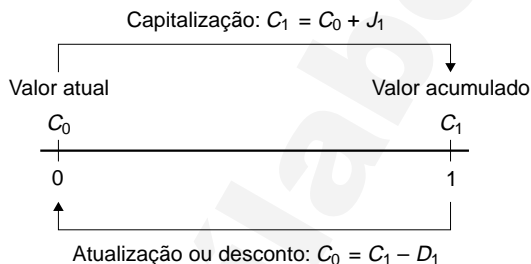 Capitalização: C₁ = C₀ + J₁
Valor atual
Valor acumulado
C₀
C₁
0
1
Atualização ou desconto: C₀ = C₁ – D₁